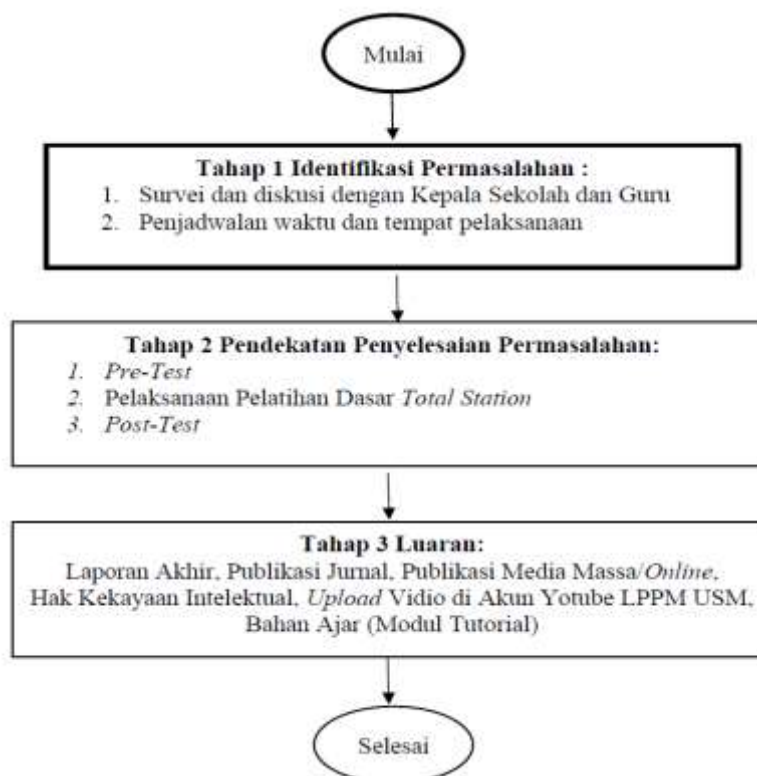 Mulai
Tahap 1 Identifikasi Permasalahan :
1. Survei dan diskusi dengan Kepala Sekolah dan Guru
2. Penjadwalan waktu dan tempat pelaksanaan
Tahap 2 Pendekatan Penyelesaian Permasalahan:
1. Pre-Test
2. Pelaksanaan Pelatihan Dasar Total Station
3. Post-Test
Tahap 3 Luaran:
Laporan Akhir, Publikasi Jurnal, Publikasi Media Massa/Online,
Hak Kekayaan Intelektual, Upload Vidio di Akun Yotube LPPM USM,
Bahan Ajar (Modul Tutorial)
Selesai